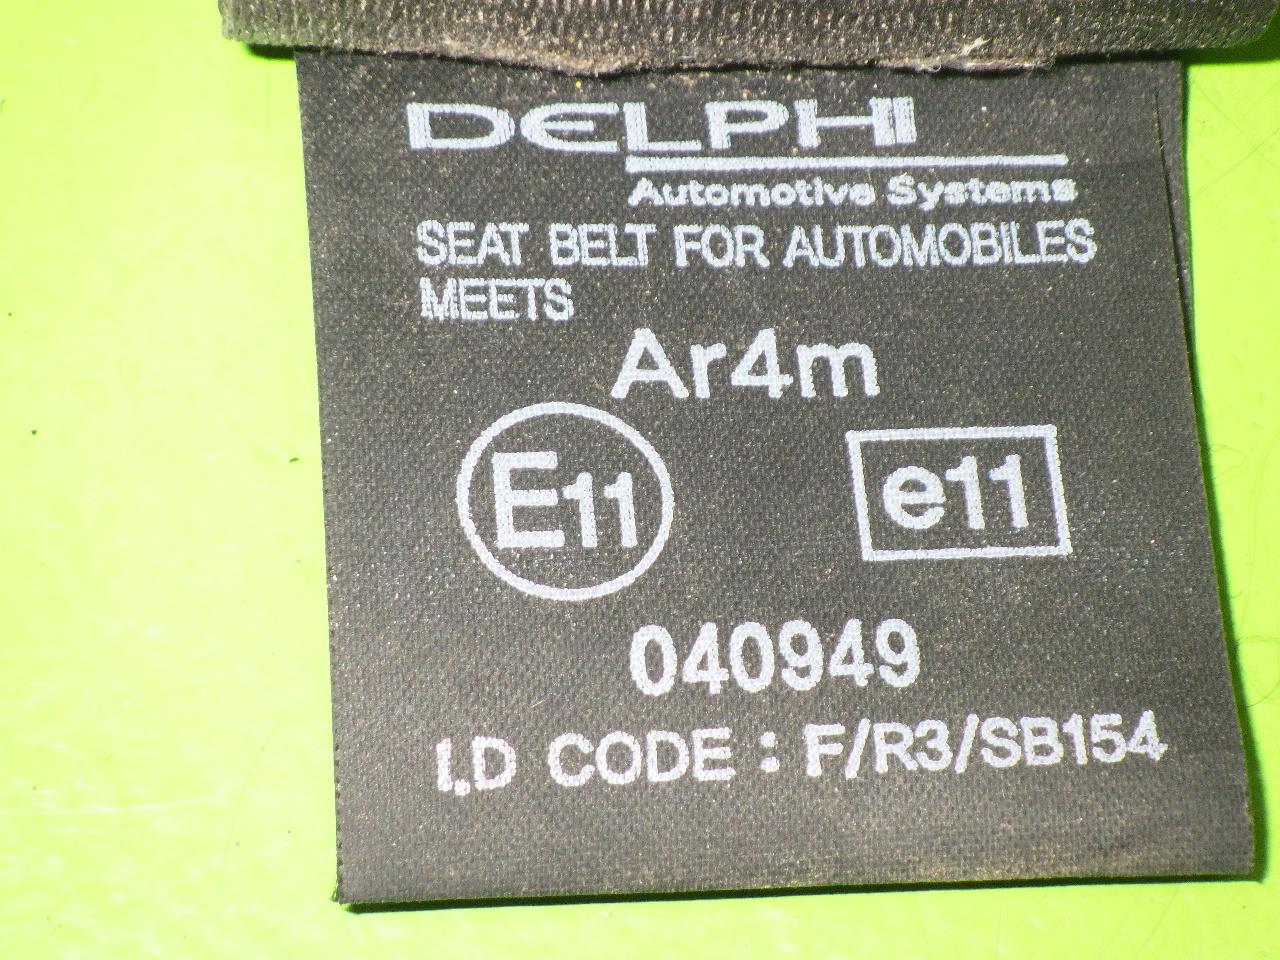 DELPHI
Automotive Systems
SEAT BELT FOR AUTOMOBILES
MEETS
Ar4m
E11 e11
040949
I.D CODE : F/R3/SB154